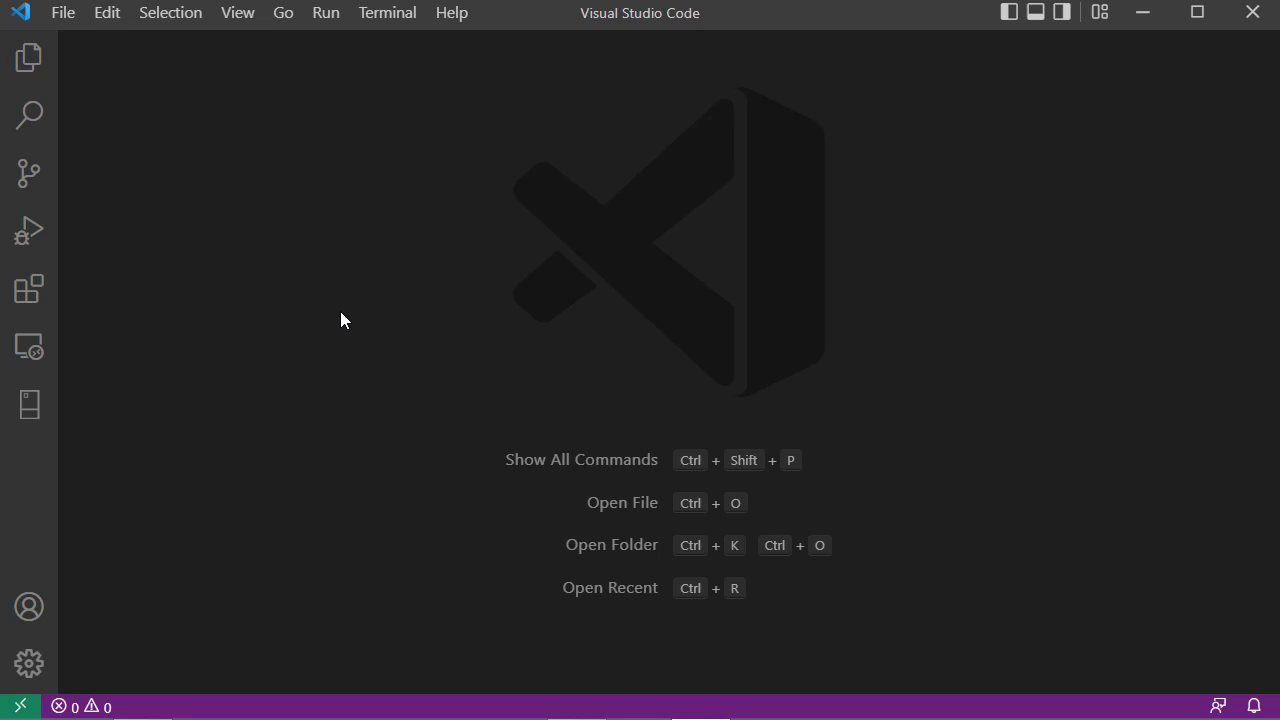 File Edit Selection View Go Run Terminal Help Visual Studio Code
Show All Commands Ctrl + Shift + P
Open File Ctrl + O
Open Folder Ctrl + K Ctrl + O
Open Recent Ctrl + R
0 0